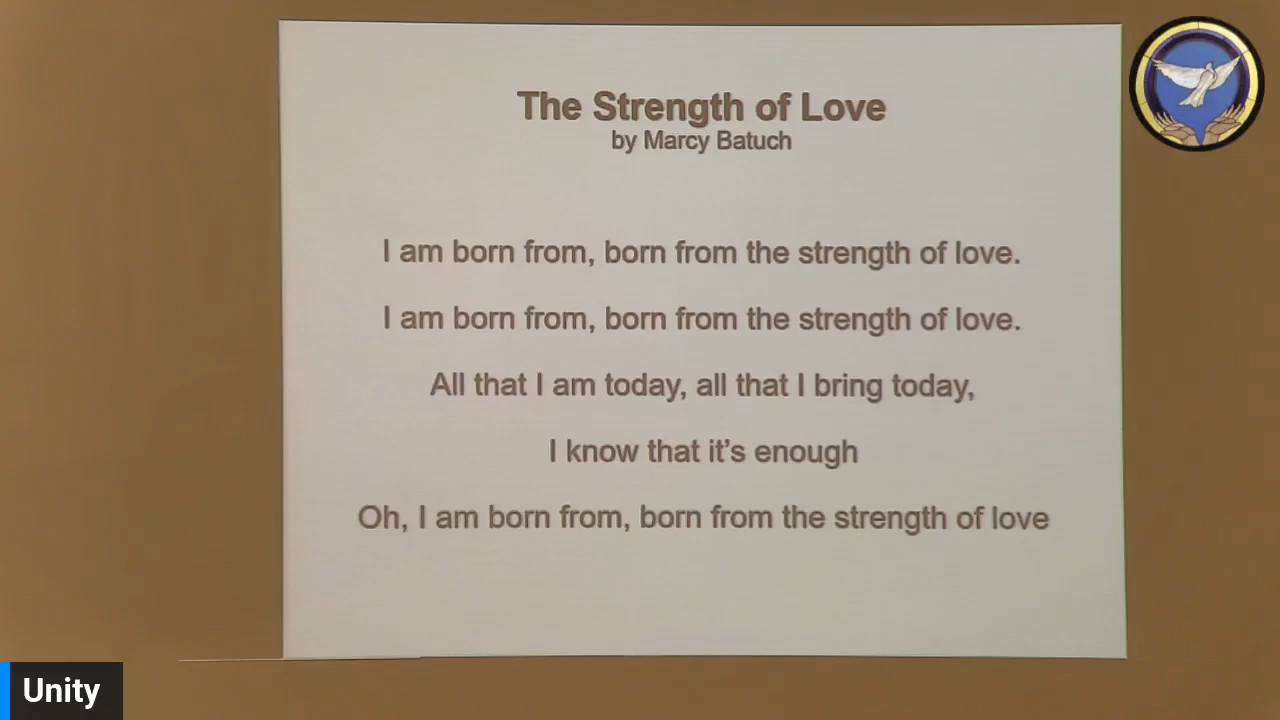 The Strength of Love
by Marcy Batuch
I am born from, born from the strength of love.
I am born from, born from the strength of love.
All that I am today, all that I bring today,
I know that it’s enough
Oh, I am born from, born from the strength of love
Unity